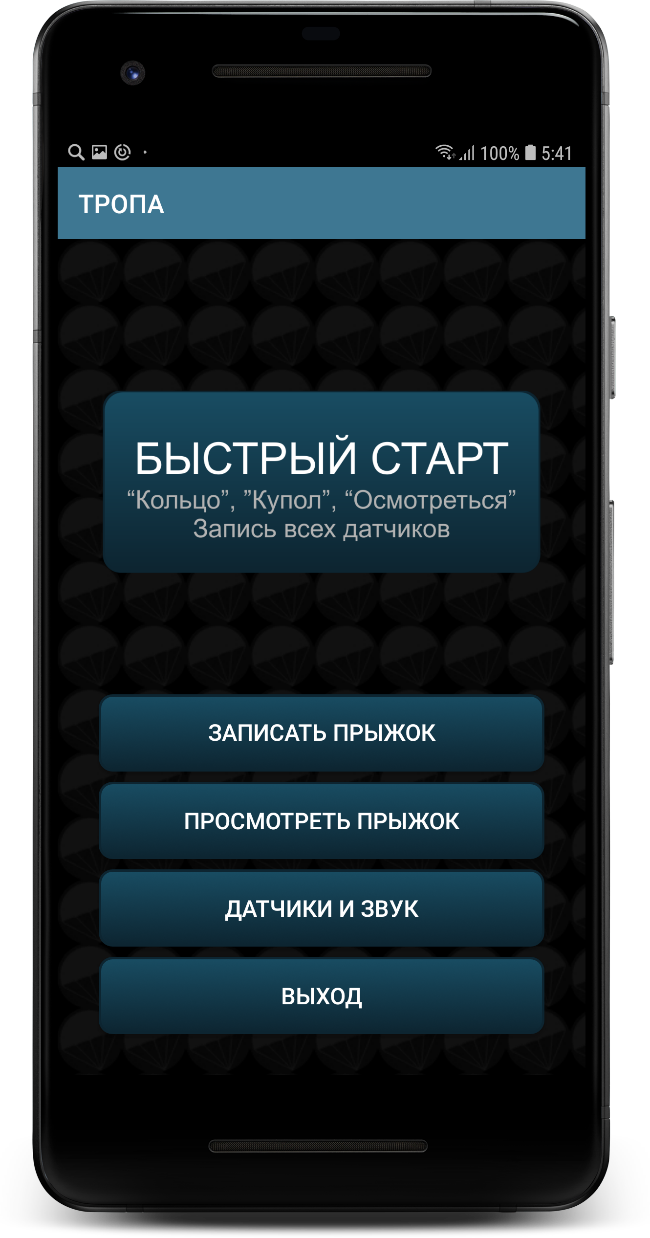 100% 5:41
ТРОПА
БЫСТРЫЙ СТАРТ
“Кольцо”, ”Купол”, “Осмотреться”
Запись всех датчиков
ЗАПИСАТЬ ПРЫЖОК
ПРОСМОТРЕТЬ ПРЫЖОК
ДАТЧИКИ И ЗВУК
ВЫХОД